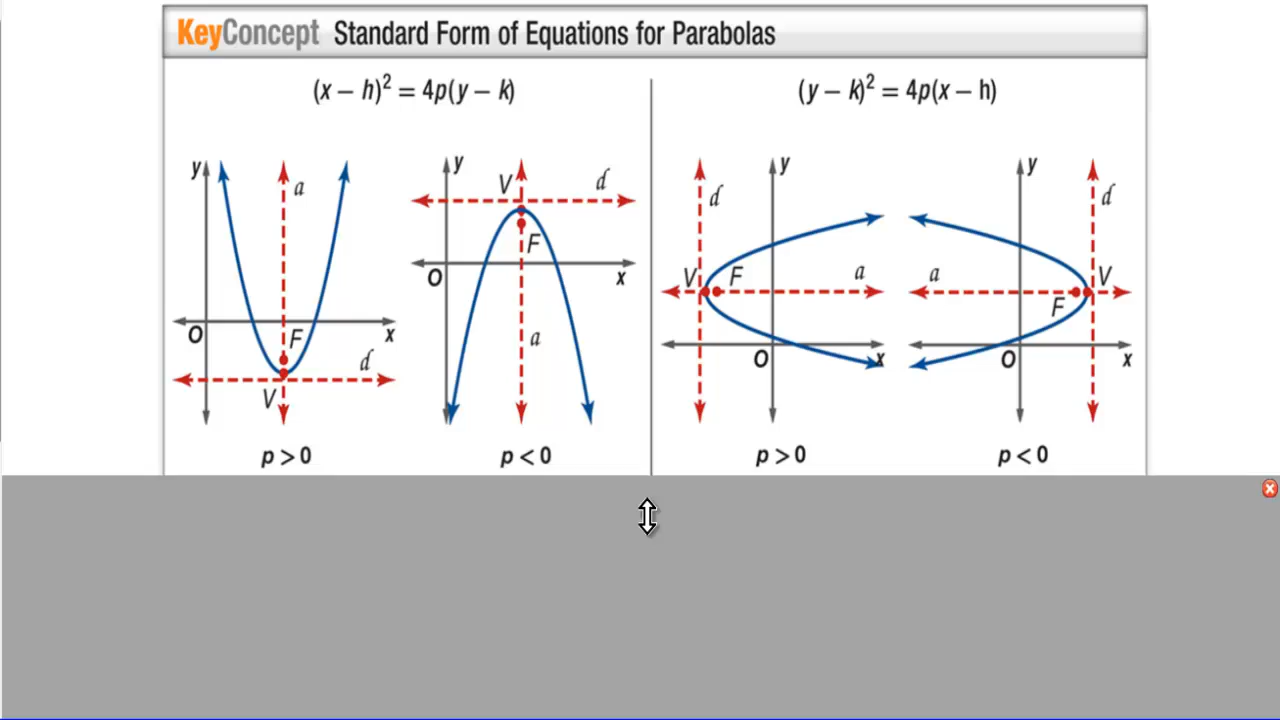 KeyConcept Standard Form of Equations for Parabolas
(x – h)² = 4p(y – k)
y
a
O
F
x
d
V
p > 0
y
V
d
F
O
x
a
p < 0
(y – k)² = 4p(x – h)
y
d
V
F
a
O
x
p > 0
y
d
a
V
F
O
x
p < 0